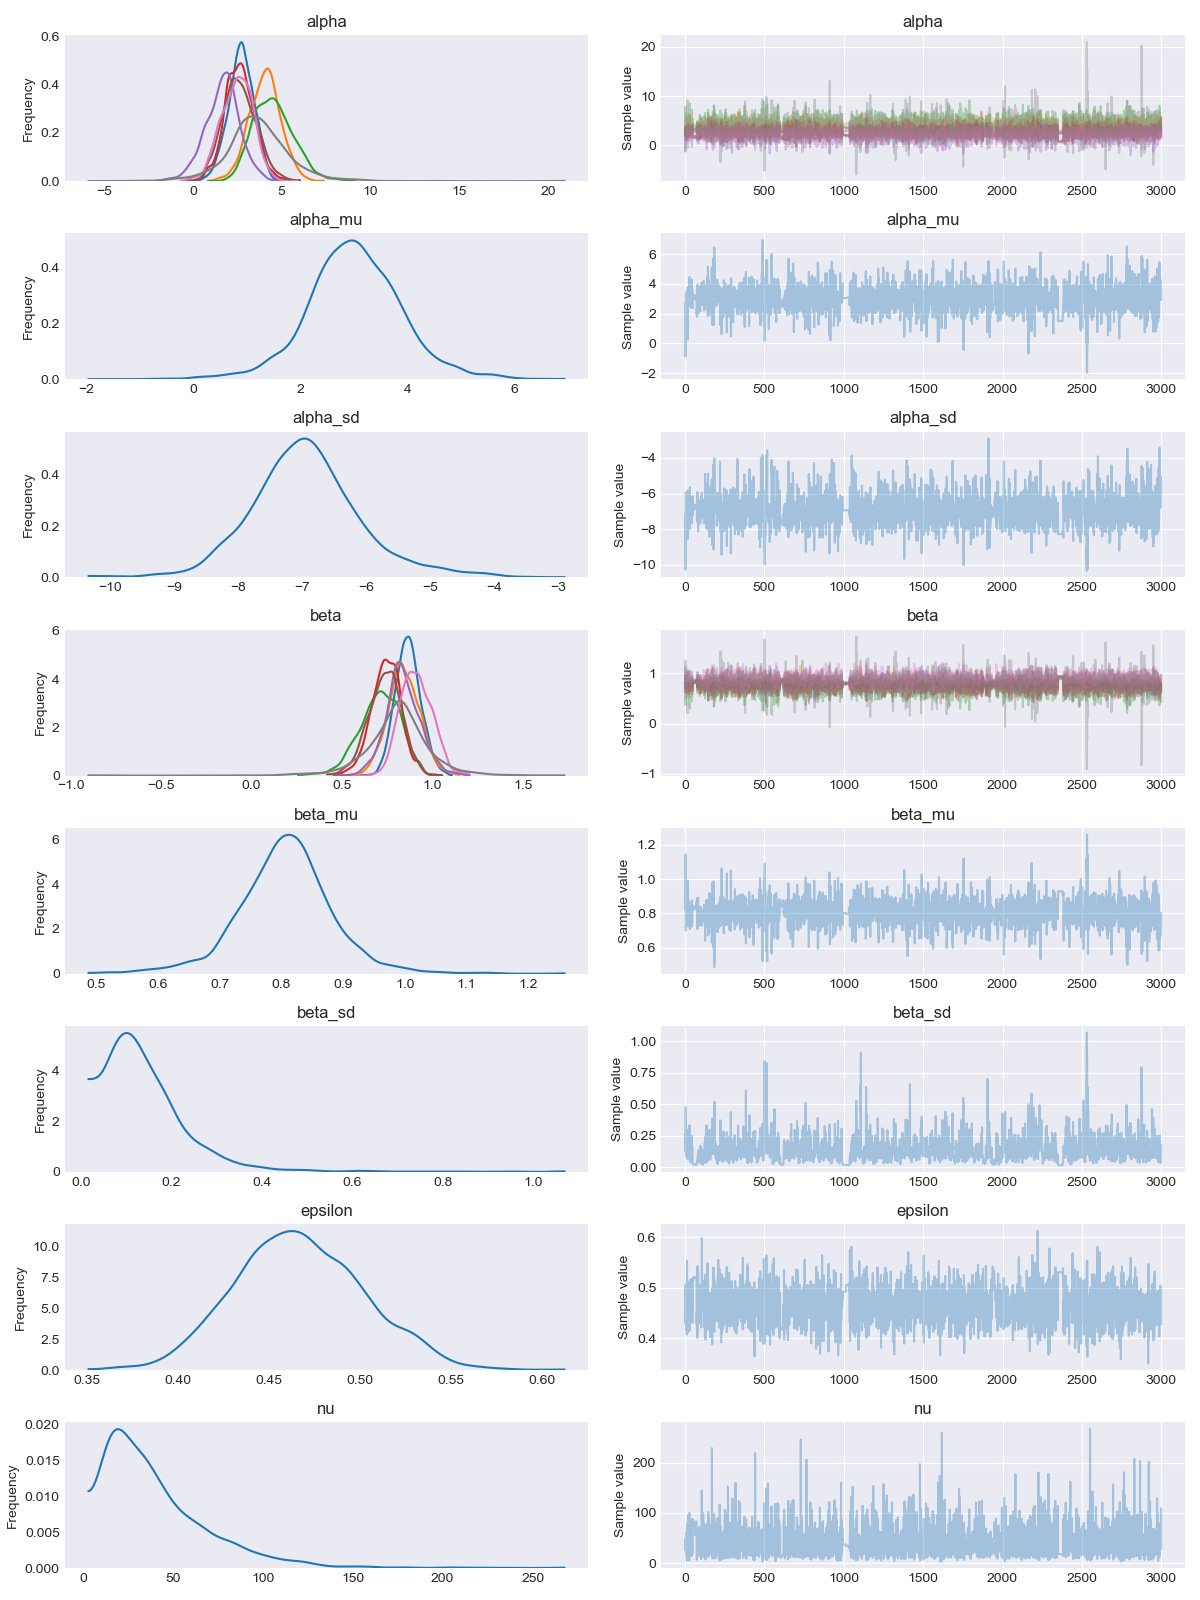 alpha
alpha
Frequency
0.6
0.4
0.2
0.0
−5 0 5 10 15 20
Sample value
20
10
0
0 500 1000 1500 2000 2500 3000
alpha_mu
alpha_mu
Frequency
0.4
0.2
0.0
−2 0 2 4 6
Sample value
6
4
2
0
−2
0 500 1000 1500 2000 2500 3000
alpha_sd
alpha_sd
Frequency
0.4
0.2
0.0
−10 −9 −8 −7 −6 −5 −4 −3
Sample value
−4
−6
−8
−10
0 500 1000 1500 2000 2500 3000
beta
beta
Frequency
6
4
2
0
−1.0 −0.5 0.0 0.5 1.0 1.5
Sample value
1
0
−1
0 500 1000 1500 2000 2500 3000
beta_mu
beta_mu
Frequency
6
4
2
0
0.5 0.6 0.7 0.8 0.9 1.0 1.1 1.2
Sample value
1.2
1.0
0.8
0.6
0 500 1000 1500 2000 2500 3000
beta_sd
beta_sd
Frequency
4
2
0
0.0 0.2 0.4 0.6 0.8 1.0
Sample value
1.00
0.75
0.50
0.25
0.00
0 500 1000 1500 2000 2500 3000
epsilon
epsilon
Frequency
10.0
7.5
5.0
2.5
0.0
0.35 0.40 0.45 0.50 0.55 0.60
Sample value
0.6
0.5
0.4
0 500 1000 1500 2000 2500 3000
nu
nu
Frequency
0.020
0.015
0.010
0.005
0.000
0 50 100 150 200 250
Sample value
200
100
0
0 500 1000 1500 2000 2500 3000